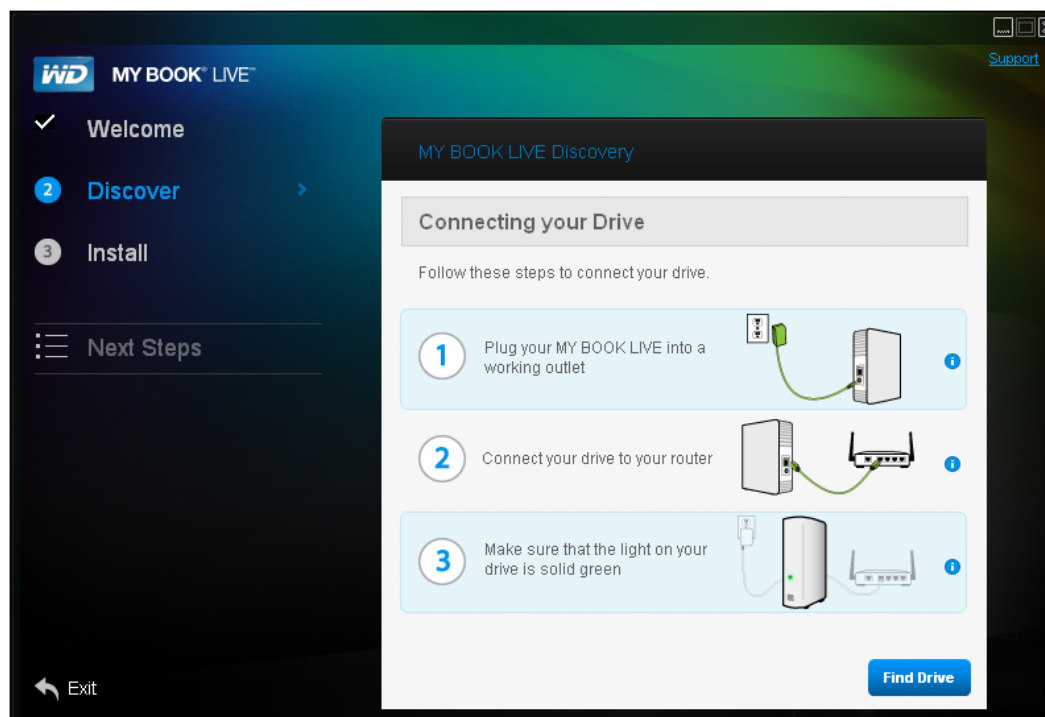 Support
WD MY BOOK® LIVE™
Welcome
2 Discover
3 Install
Next Steps
Exit
MY BOOK LIVE Discovery
Connecting your Drive
Follow these steps to connect your drive.
1 Plug your MY BOOK LIVE into a
working outlet
2 Connect your drive to your router
3 Make sure that the light on your
drive is solid green
Find Drive